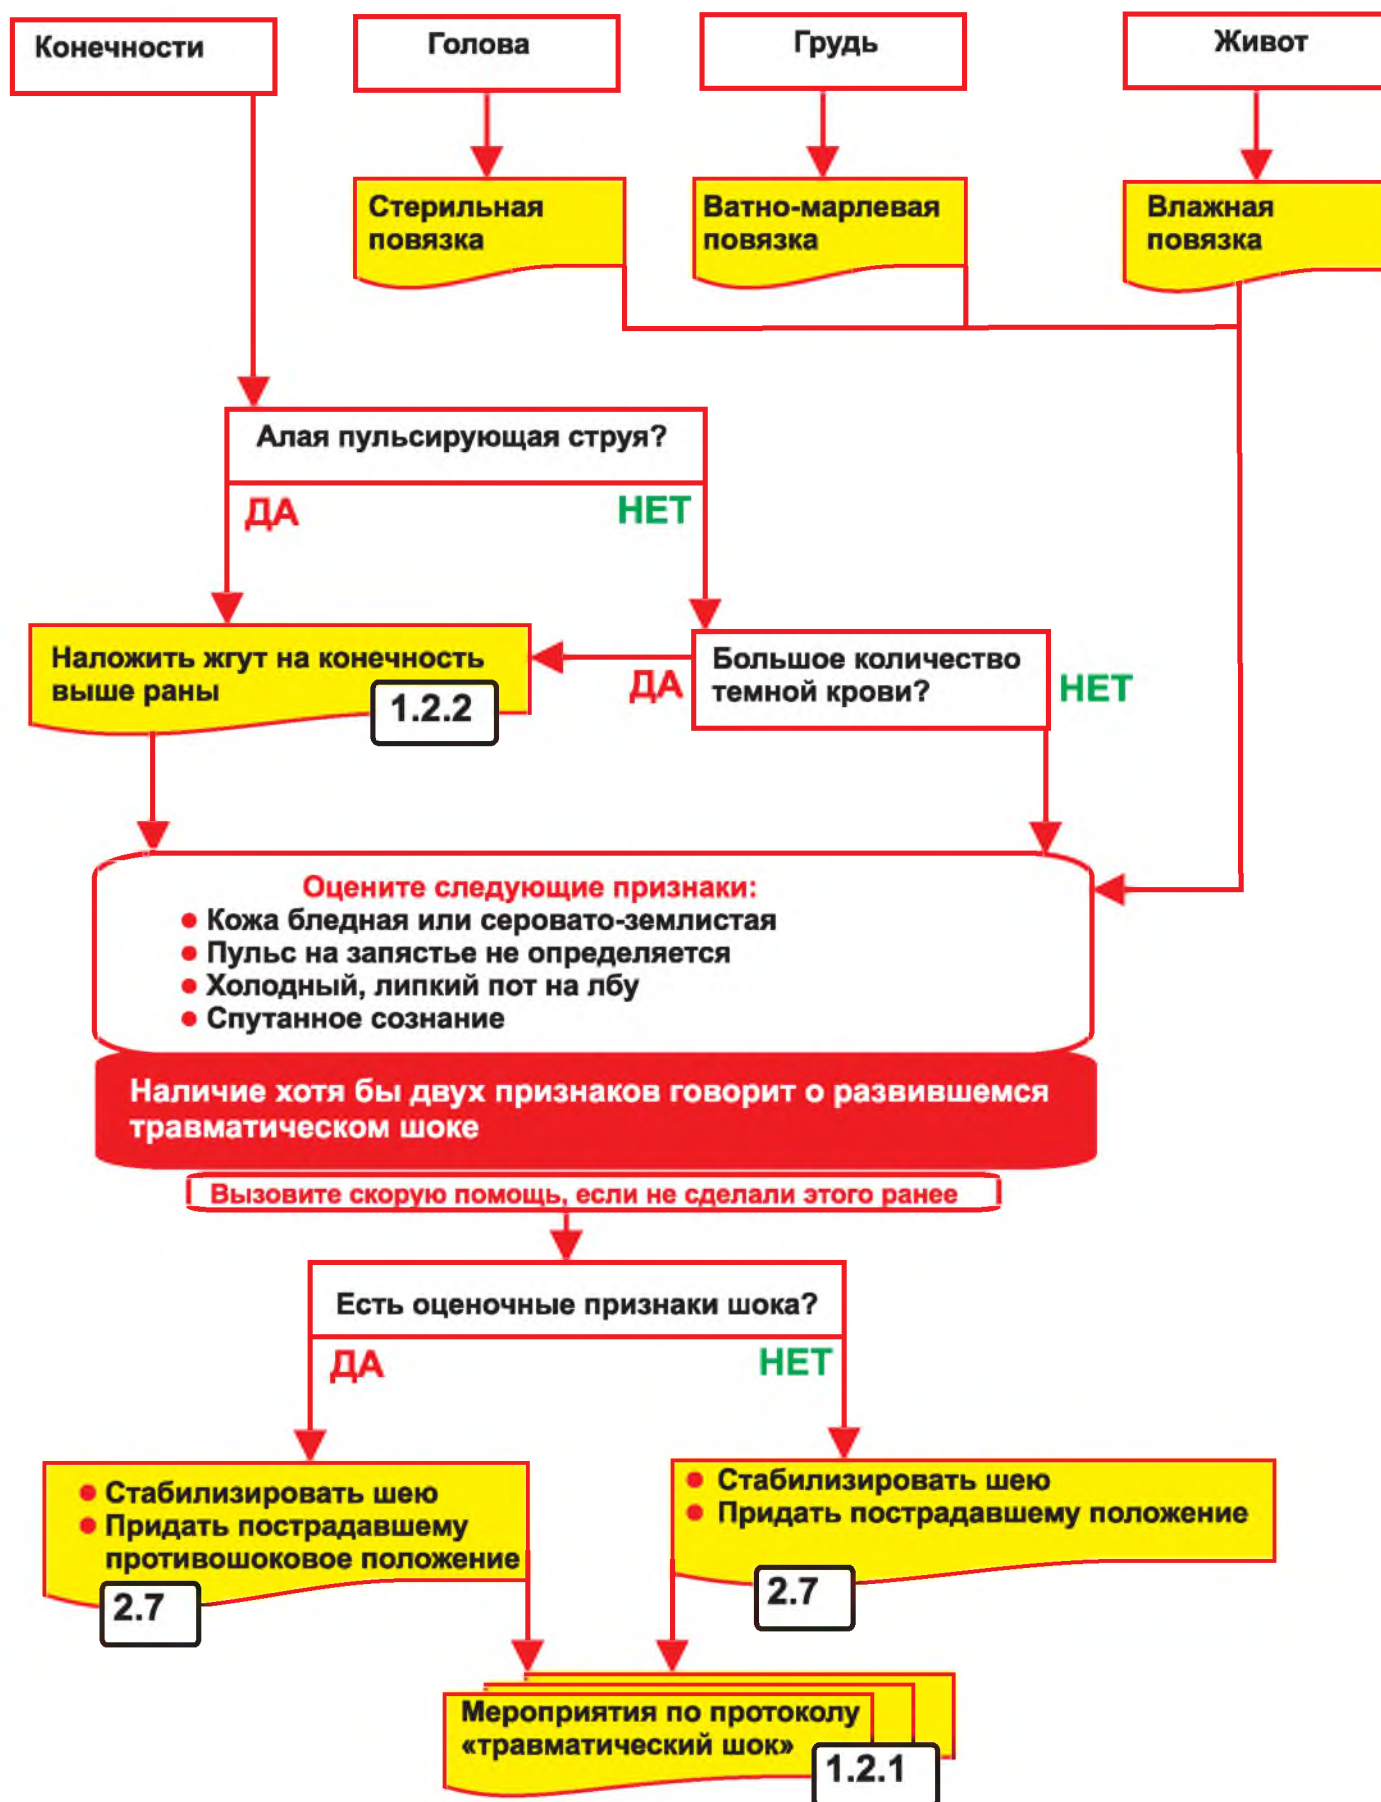 Конечности
Голова
Грудь
Живот
Стерильная
повязка
Ватно-марлевая
повязка
Влажная
повязка
Алая пульсирующая струя?
ДА
НЕТ
Наложить жгут на конечность
выше раны
1.2.2
ДА
Большое количество
темной крови?
НЕТ
Оцените следующие признаки:
● Кожа бледная или серовато-землистая
● Пульс на запястье не определяется
● Холодный, липкий пот на лбу
● Спутанное сознание
Наличие хотя бы двух признаков говорит о развившемся
травматическом шоке
Вызовите скорую помощь, если не сделали этого ранее
Есть оценочные признаки шока?
ДА
НЕТ
● Стабилизировать шею
● Придать пострадавшему
противошоковое положение
2.7
● Стабилизировать шею
● Придать пострадавшему положение
2.7
Мероприятия по протоколу
«травматический шок»
1.2.1